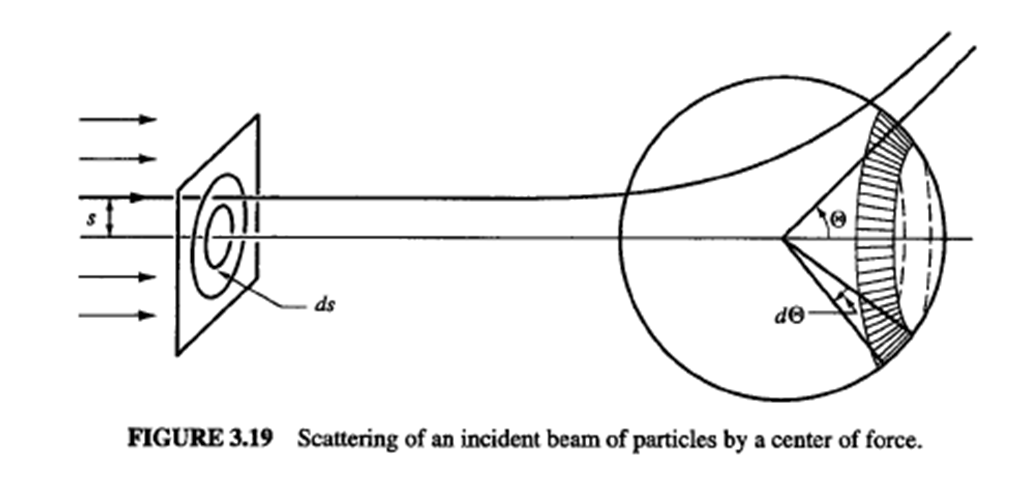 Θ
s
ds
dΘ
FIGURE 3.19 Scattering of an incident beam of particles by a center of force.